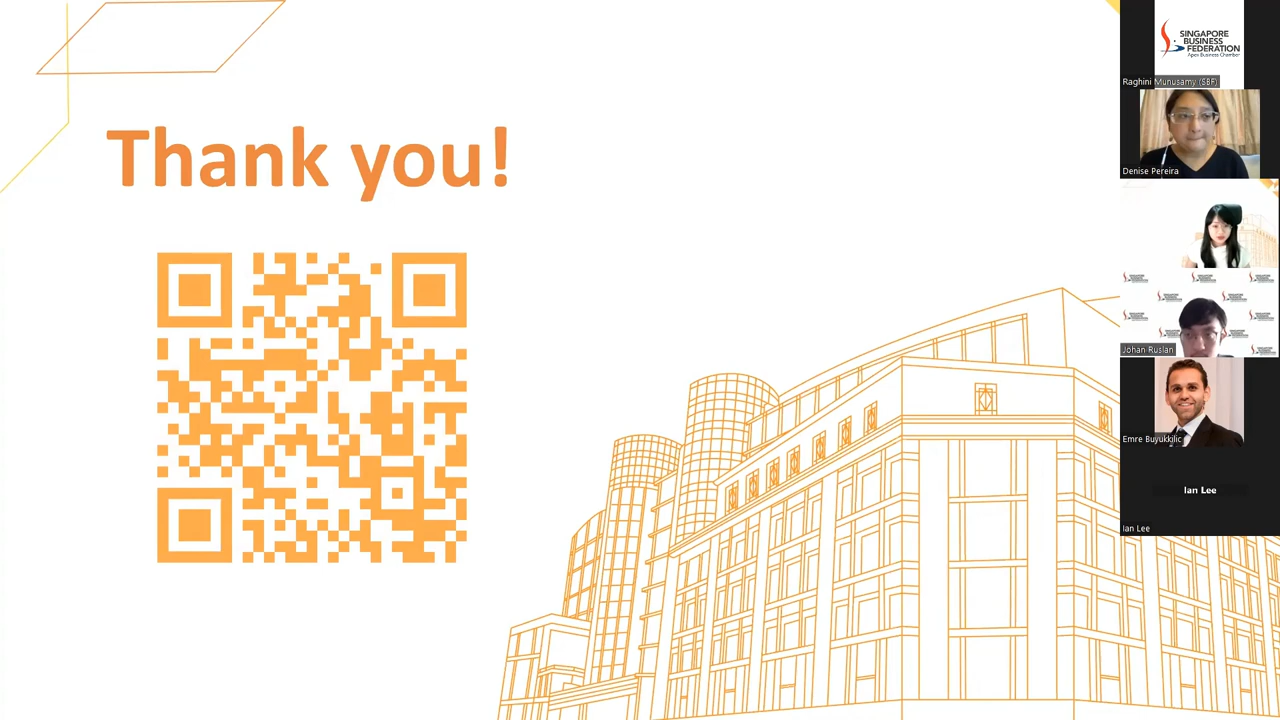 Thank you!
SINGAPORE
BUSINESS
FEDERATION
Apex Business Chamber
Raghini Munusamy (SBF)
Denise Pereira
Johan Ruslan
Emre Buyukkilic
Ian Lee
Ian Lee